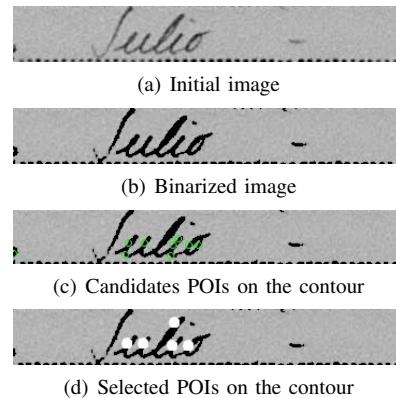 Julio -
(a) Initial image
Julio -
(b) Binarized image
Julio -
(c) Candidates POIs on the contour
Julio -
(d) Selected POIs on the contour